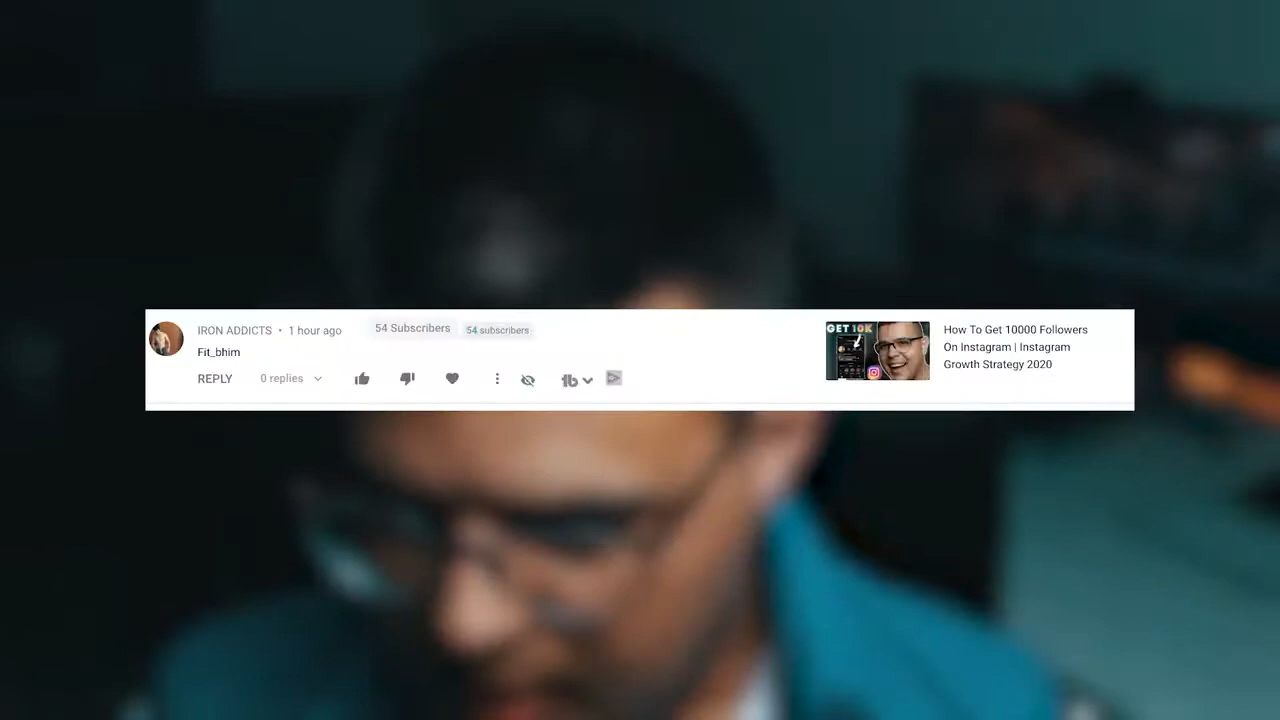 IRON ADDICTS • 1 hour ago
54 Subscribers
54 subscribers
Fit_bhim
REPLY
0 replies
GET 10K
How To Get 10000 Followers
On Instagram | Instagram
Growth Strategy 2020